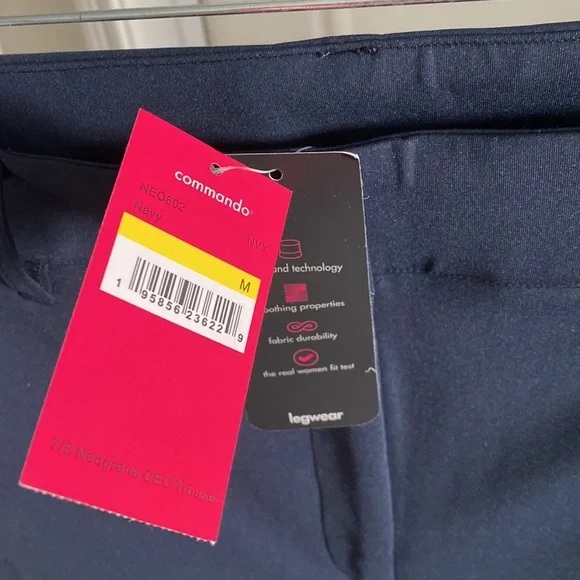 commando
NEO602
Navy NVY
M
1 95856 23622 9
7/8 Neoprene CEO Trouser
and technology
oothing properties
fabric durability
the real women fit test
legwear